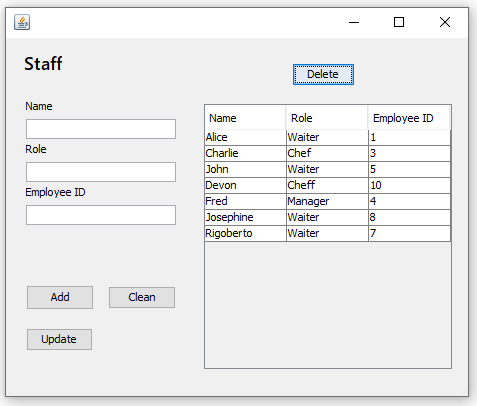 Staff
Delete
Name
Role
Employee ID
Add
Clean
Update
Name Role Employee ID
Alice Waiter 1
Charlie Chef 3
John Waiter 5
Devon Cheff 10
Fred Manager 4
Josephine Waiter 8
Rigoberto Waiter 7